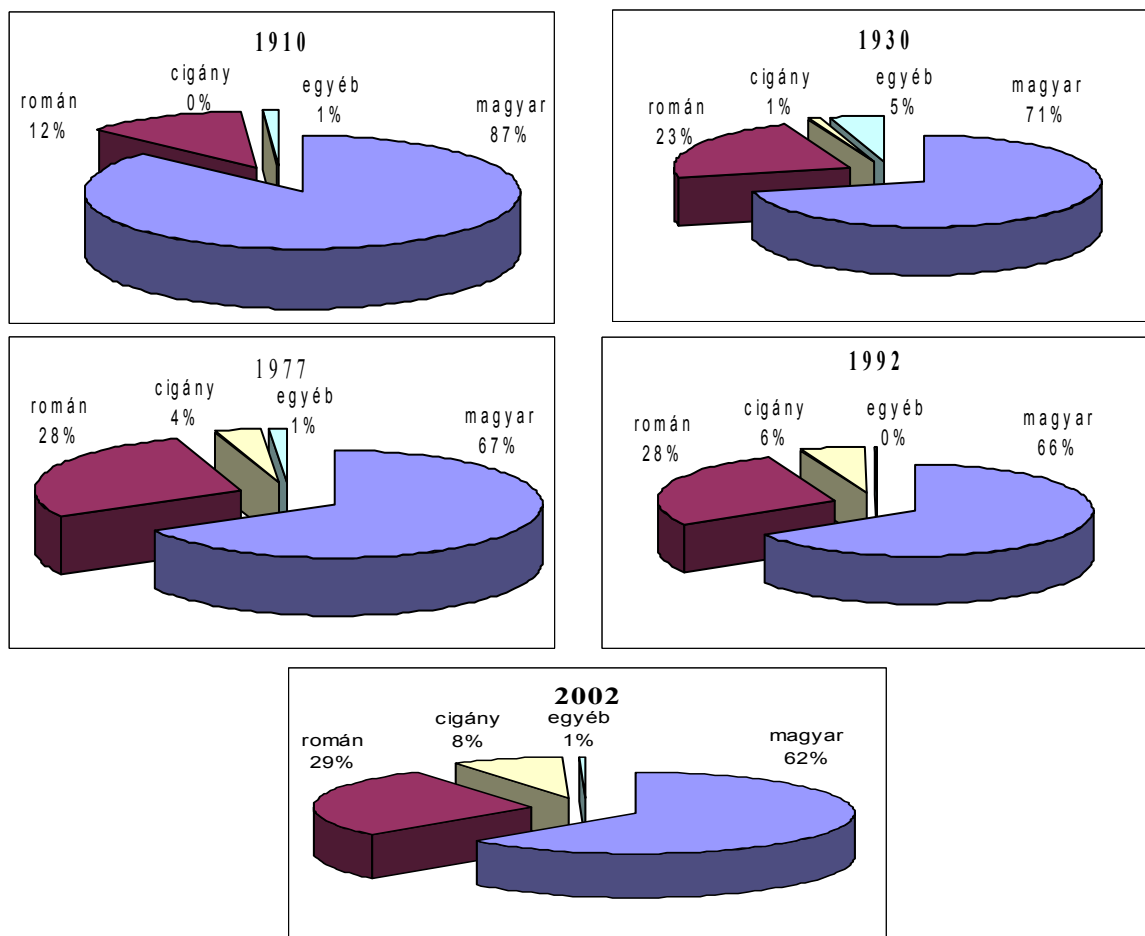 1910
román
12%
cigány
0%
egyéb
1%
magyar
87%
1930
román
23%
cigány
1%
egyéb
5%
magyar
71%
1977
román
28%
cigány
4%
egyéb
1%
magyar
67%
1992
román
28%
cigány
6%
egyéb
0%
magyar
66%
2002
román
29%
cigány
8%
egyéb
1%
magyar
62%